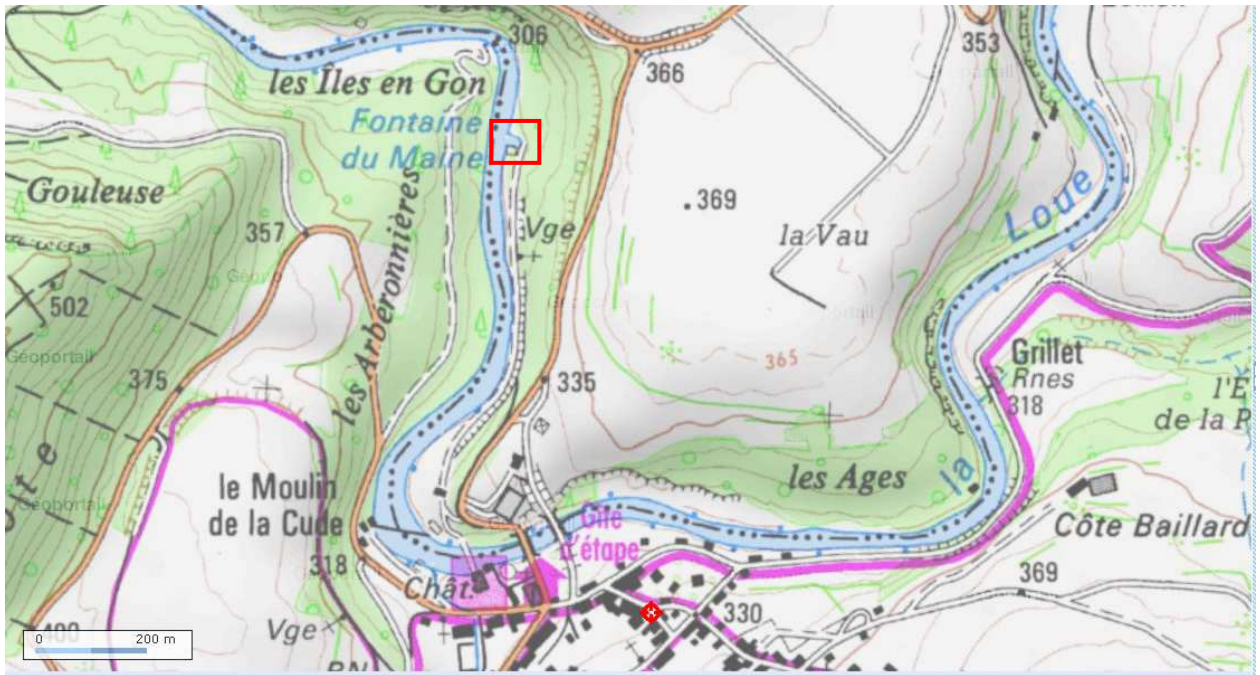 306
353
366
les Îles en Gon
Fontaine
du Maine
Gouleuse
369
Loue
357
Vge
la Vau
les Arberonnières
502
Géoportail
375
335
365
Grillet
Rnes
318
l'E
de la P
le Moulin
de la Cude
les Ages
la
Côte Baillard
Gîte
d'étape
318
Chât.
369
330
Vge
400
0 200 m